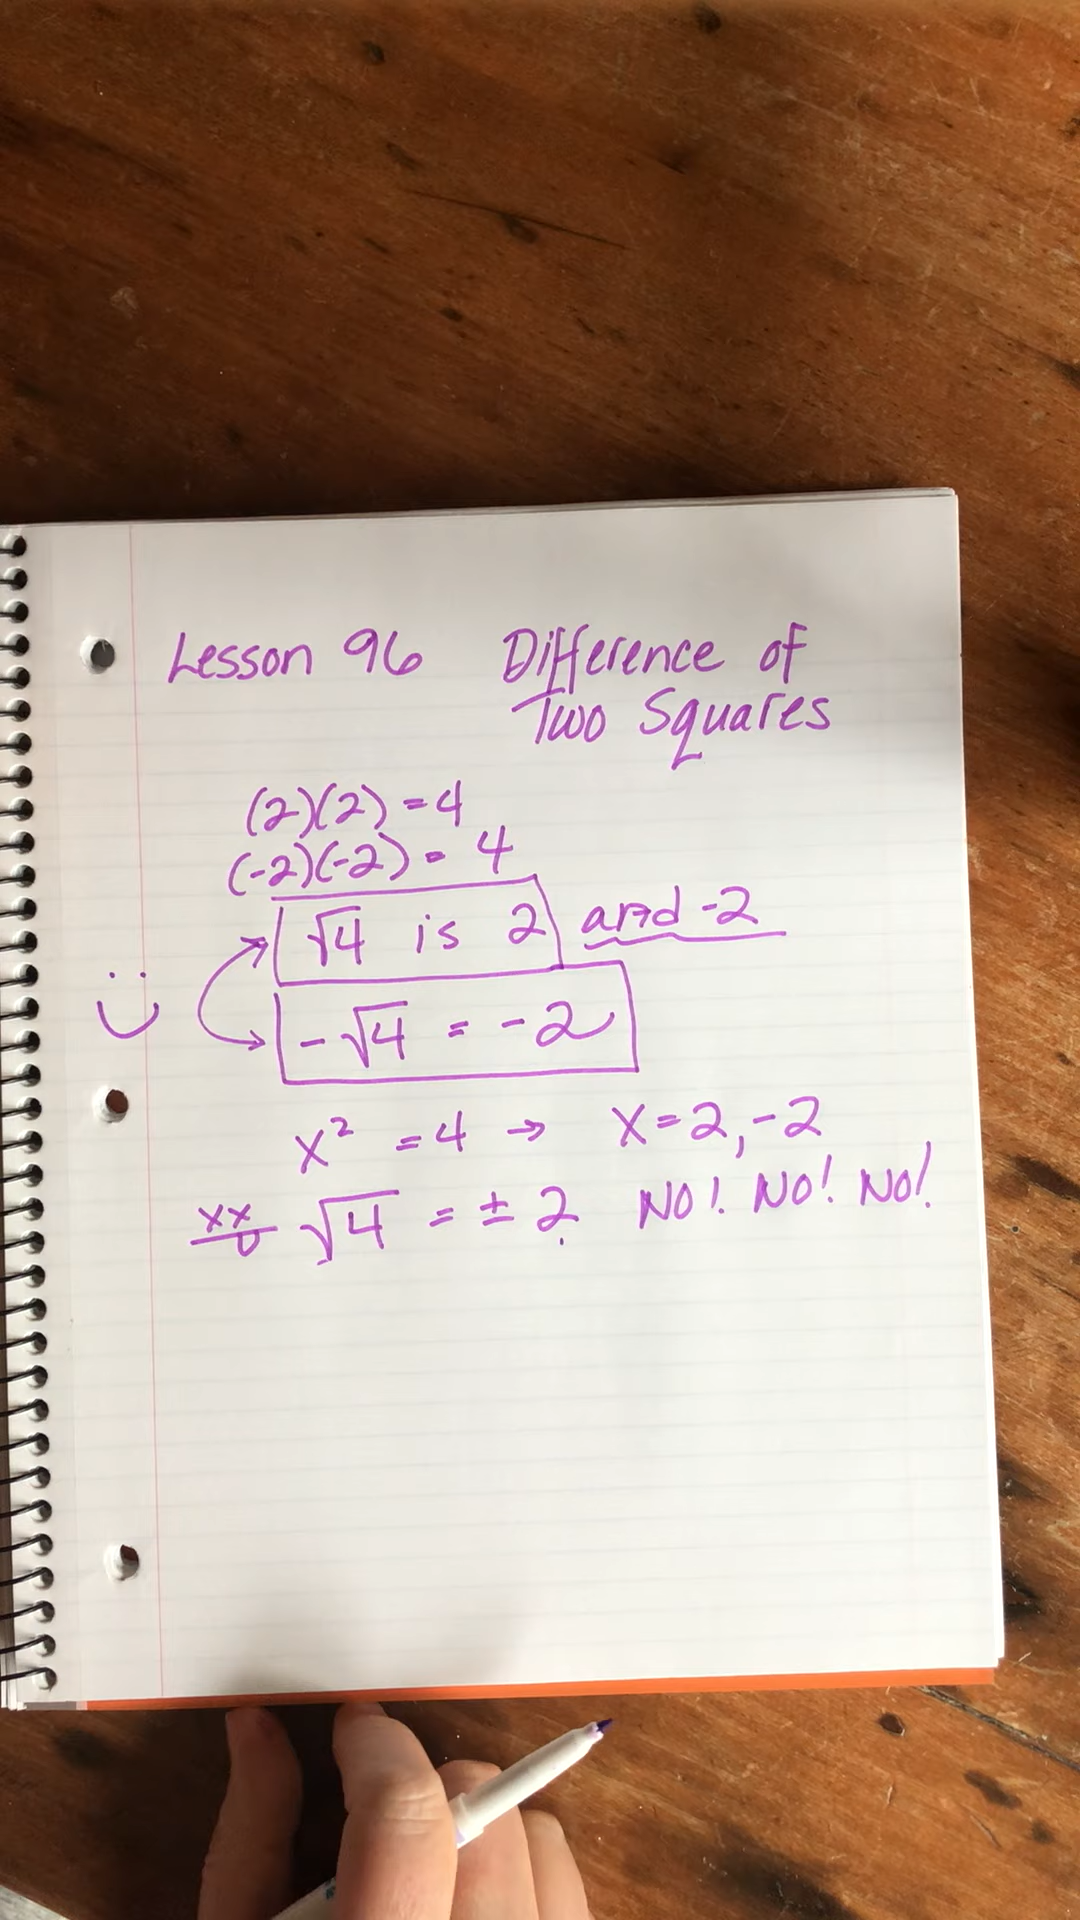 Lesson 96 Difference of
Two Squares
(2)(2) = 4
(-2)(-2) = 4
√4 is 2 and -2
-√4 = -2
x² = 4 → x = 2, -2
√4 = ± 2 NO! NO! NO!